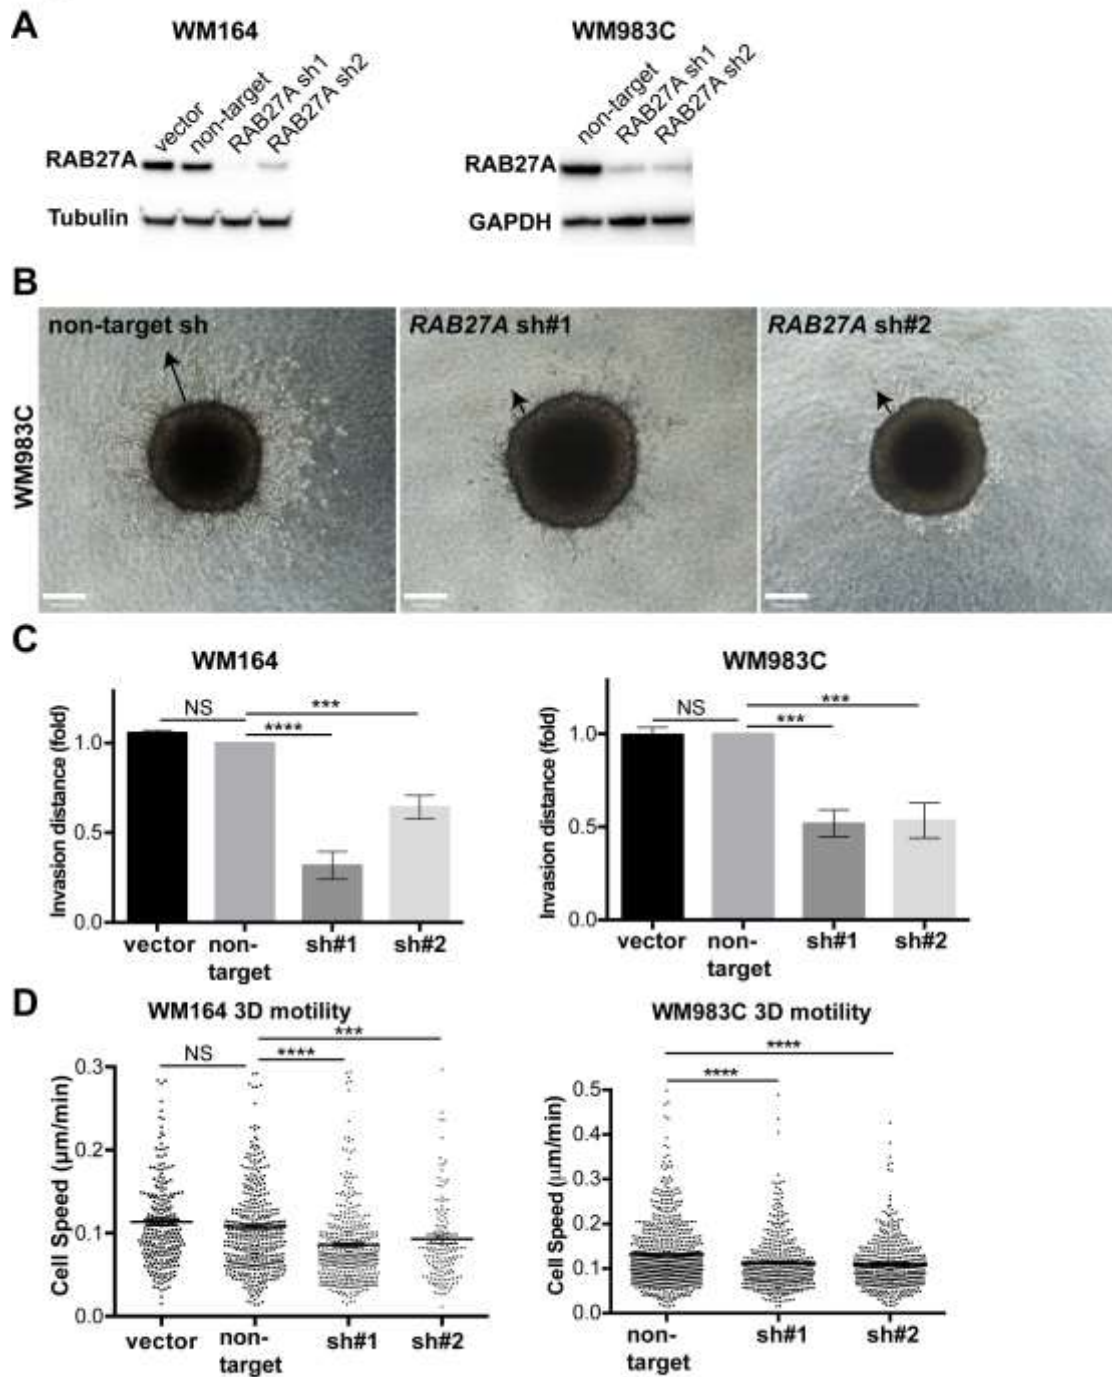 A
WM164
WM983C
vector
non-target
RAB27A sh1
RAB27A sh2
non-target
RAB27A sh1
RAB27A sh2
RAB27A
RAB27A
Tubulin
GAPDH
B
non-target sh
RAB27A sh#1
RAB27A sh#2
WM983C
C
WM164
WM983C
Invasion distance (fold)
1.0
0.5
0.0
NS
****
***
vector
non-
target
sh#1
sh#2
Invasion distance (fold)
1.0
0.5
0.0
NS
***
***
vector
non-
target
sh#1
sh#2
D
WM164 3D motility
WM983C 3D motility
Cell Speed (µm/min)
0.3
0.2
0.1
0.0
NS
****
***
vector
non-
target
sh#1
sh#2
Cell Speed (µm/min)
0.5
0.4
0.3
0.2
0.1
0.0
****
****
non-
target
sh#1
sh#2